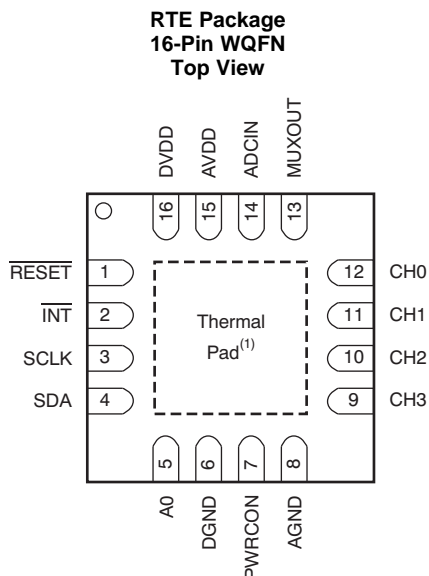 RTE Package
16-Pin WQFN
Top View
DVDD
AVDD
ADCIN
MUXOUT
16
15
14
13
RESET 1
INT 2
SCLK 3
SDA 4
Thermal
Pad(1)
12 CH0
11 CH1
10 CH2
9 CH3
5
6
7
8
A0
DGND
PWRCON
AGND